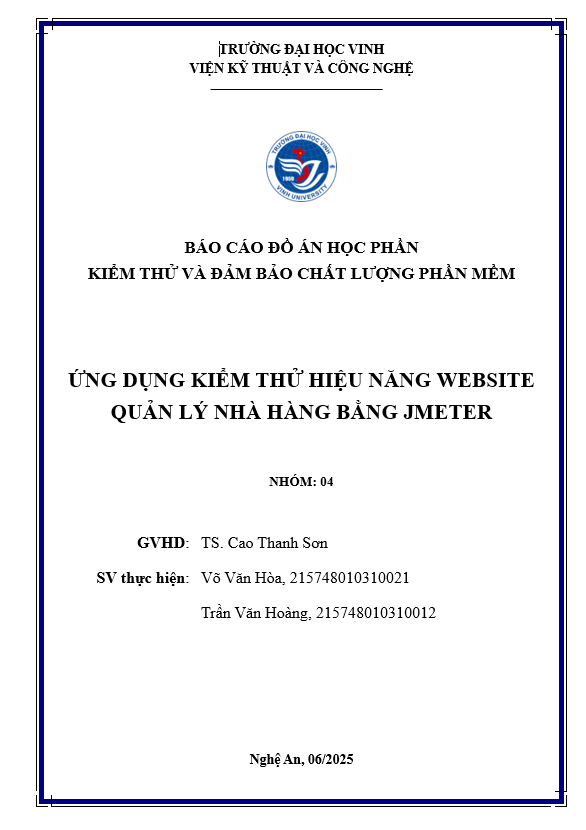 TRƯỜNG ĐẠI HỌC VINH
VIỆN KỸ THUẬT VÀ CÔNG NGHỆ
TRƯỜNG ĐẠI HỌC VINH
1959
VINH UNIVERSITY
BÁO CÁO ĐỒ ÁN HỌC PHẦN
KIỂM THỬ VÀ ĐẢM BẢO CHẤT LƯỢNG PHẦN MỀM
ỨNG DỤNG KIỂM THỬ HIỆU NĂNG WEBSITE
QUẢN LÝ NHÀ HÀNG BẰNG JMETER
NHÓM: 04
GVHD: TS. Cao Thanh Sơn
SV thực hiện: Võ Văn Hòa, 215748010310021
Trần Văn Hoàng, 215748010310012
Nghệ An, 06/2025